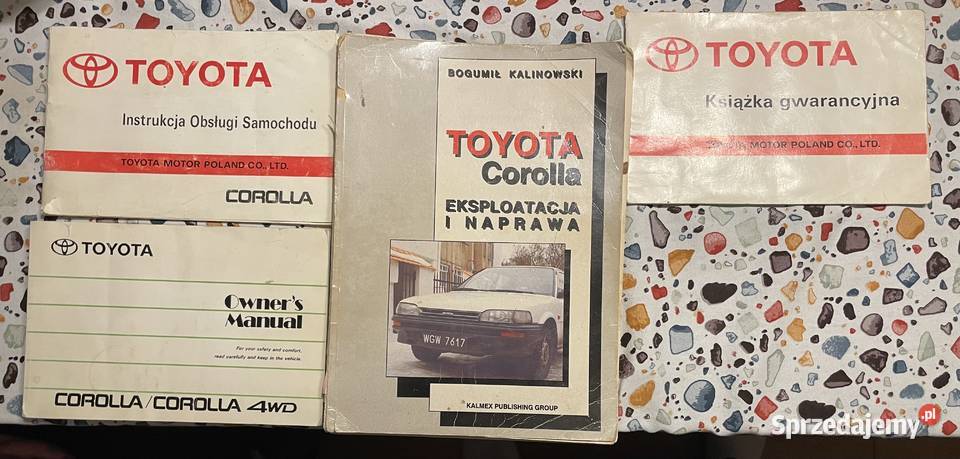 TOYOTA
Instrukcja Obsługi Samochodu
TOYOTA MOTOR POLAND CO., LTD.
COROLLA
TOYOTA
Owner's
Manual
For your safety and comfort,
read carefully and keep in the vehicle.
COROLLA/COROLLA 4WD
BOGUMIŁ KALINOWSKI
TOYOTA
Corolla
EKSPLOATACJA
I NAPRAWA
WGW 7617
KALMEX PUBLISHING GROUP
TOYOTA
Książka gwarancyjna
TOYOTA MOTOR POLAND CO., LTD.
Sprzedajemy.pl